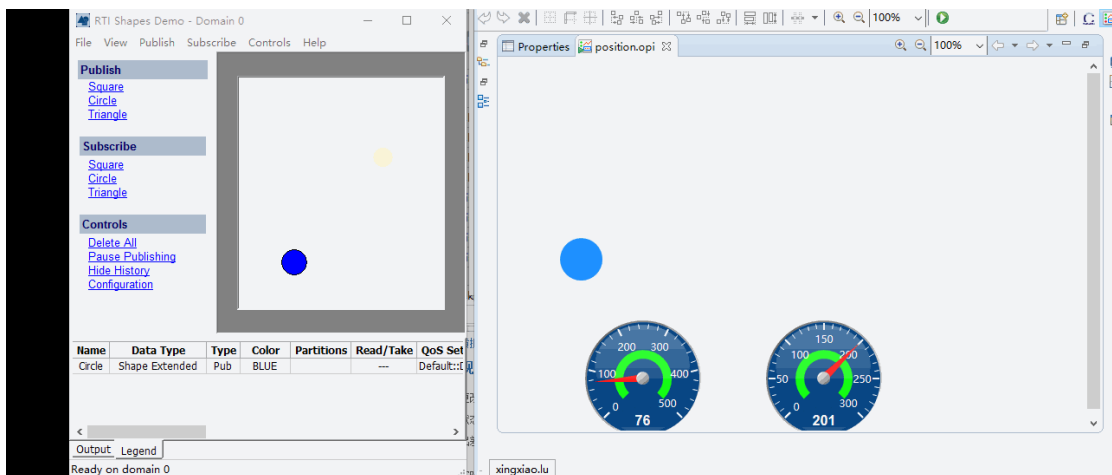 RTI Shapes Demo - Domain 0
File View Publish Subscribe Controls Help
Publish
Square
Circle
Triangle
Subscribe
Square
Circle
Triangle
Controls
Delete All
Pause Publishing
Hide History
Configuration
Name Data Type Type Color Partitions Read/Take QoS Set
Circle Shape Extended Pub BLUE --- Default::D
Output Legend
Ready on domain 0
100%
Properties position.opi 100%
0 100 200 300 400 500
76
0 50 100 150 200 250 300
201
xingxiao.lu